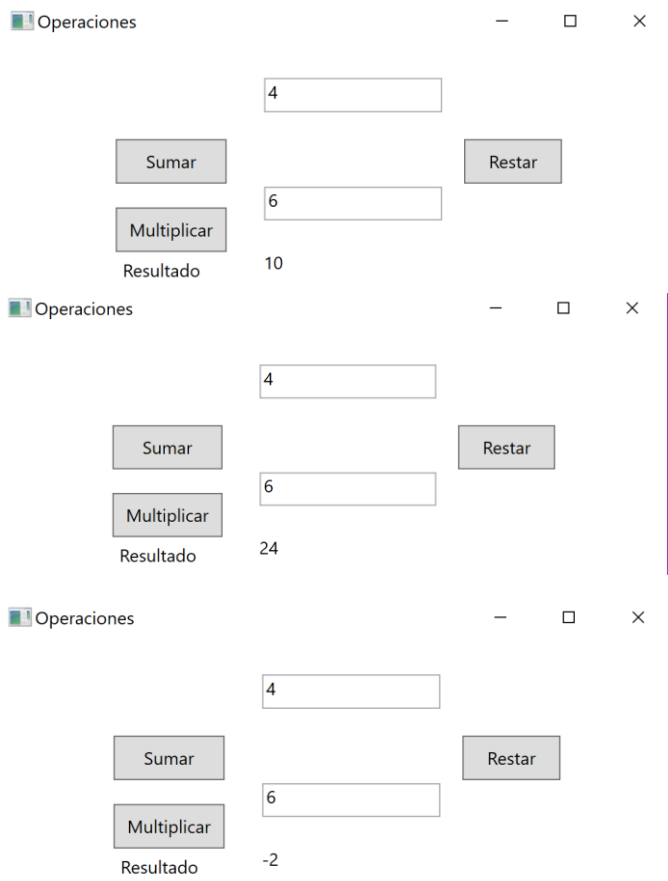 Operaciones
4
Sumar Restar
6
Multiplicar
Resultado 10
Operaciones
4
Sumar Restar
6
Multiplicar
Resultado 24
Operaciones
4
Sumar Restar
6
Multiplicar
Resultado -2